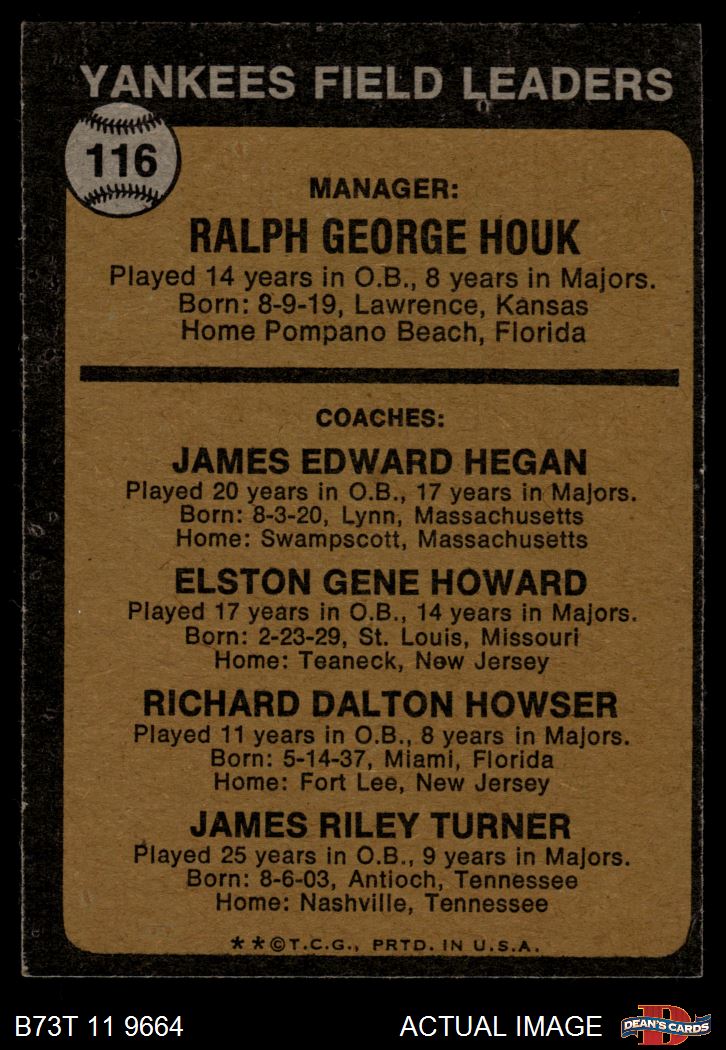 YANKEES FIELD LEADERS
116
MANAGER:
RALPH GEORGE HOUK
Played 14 years in O.B., 8 years in Majors.
Born: 8-9-19, Lawrence, Kansas
Home Pompano Beach, Florida
COACHES:
JAMES EDWARD HEGAN
Played 20 years in O.B., 17 years in Majors.
Born: 8-3-20, Lynn, Massachusetts
Home: Swampscott, Massachusetts
ELSTON GENE HOWARD
Played 17 years in O.B., 14 years in Majors.
Born: 2-23-29, St. Louis, Missouri
Home: Teaneck, New Jersey
RICHARD DALTON HOWSER
Played 11 years in O.B., 8 years in Majors.
Born: 5-14-37, Miami, Florida
Home: Fort Lee, New Jersey
JAMES RILEY TURNER
Played 25 years in O.B., 9 years in Majors.
Born: 8-6-03, Antioch, Tennessee
Home: Nashville, Tennessee
**©T.C.G., PRTD. IN U.S.A.
B73T 11 9664
ACTUAL IMAGE
D
DEAN'S CARDS